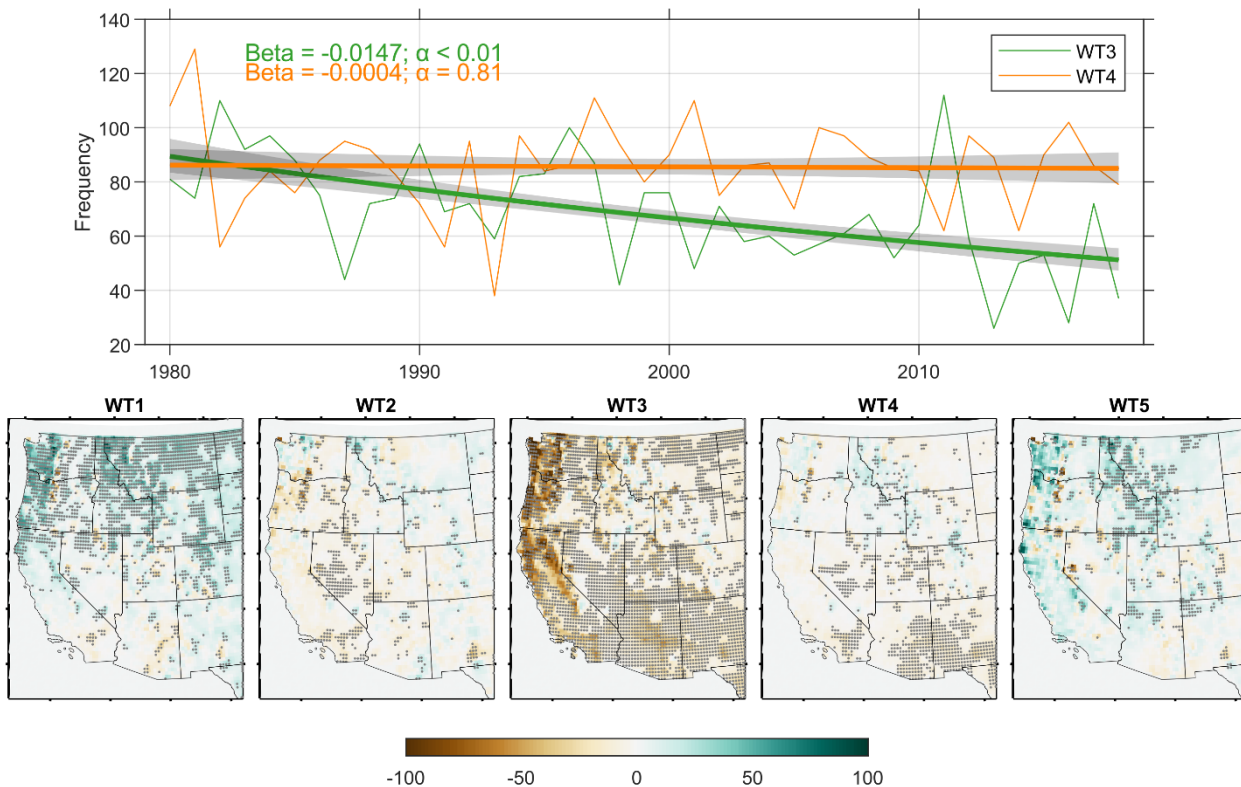 140
120
100
80
60
40
20
Frequency
Beta = -0.0147; α < 0.01
Beta = -0.0004; α = 0.81
WT3
WT4
1980 1990 2000 2010
WT1 WT2 WT3 WT4 WT5
-100 -50 0 50 100